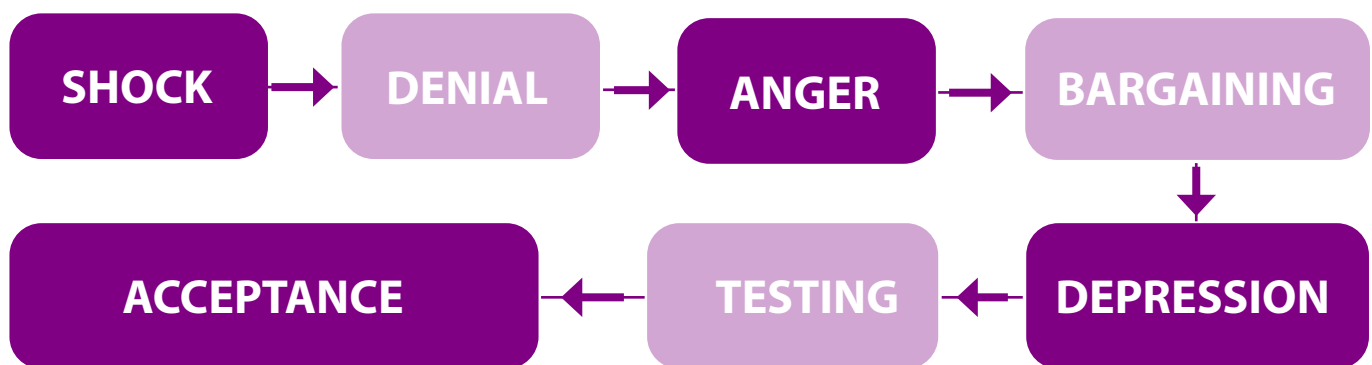 SHOCK
DENIAL
ANGER
BARGAINING
DEPRESSION
TESTING
ACCEPTANCE